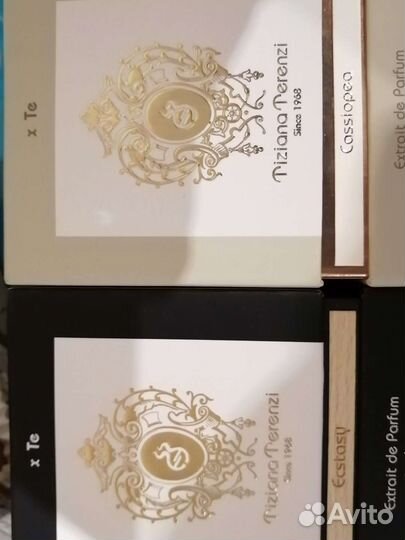 x Te
Tiziana Terenzi
Since 1968
Cassiopea
Extrait de Parfum
x Te
Tiziana Terenzi
Since 1968
Ecstasy
Extrait de Parfum
Avito